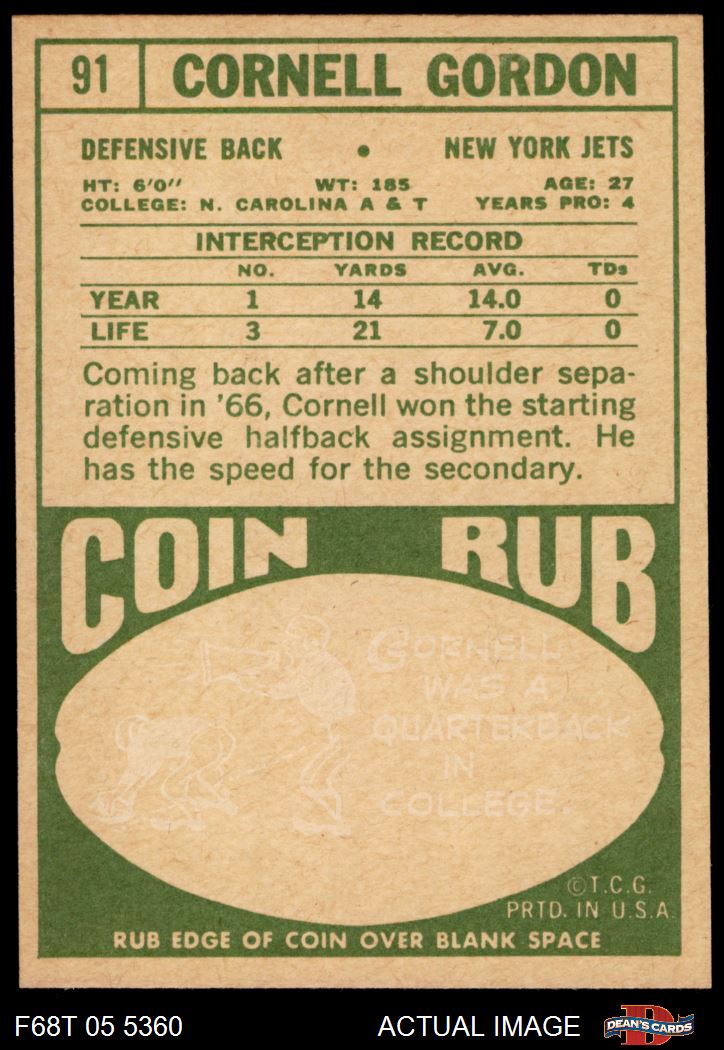 91 CORNELL GORDON
DEFENSIVE BACK • NEW YORK JETS
HT: 6'0" WT: 185 AGE: 27
COLLEGE: N. CAROLINA A & T YEARS PRO: 4
INTERCEPTION RECORD
NO. YARDS AVG. TDs
YEAR 1 14 14.0 0
LIFE 3 21 7.0 0
Coming back after a shoulder sepa-
ration in '66, Cornell won the starting
defensive halfback assignment. He
has the speed for the secondary.
COIN RUB
CORNELL
WAS A
QUARTERBACK
IN
COLLEGE.
©T.C.G.
PRTD. IN U.S.A.
RUB EDGE OF COIN OVER BLANK SPACE
F68T 05 5360 ACTUAL IMAGE DEAN'S CARDS